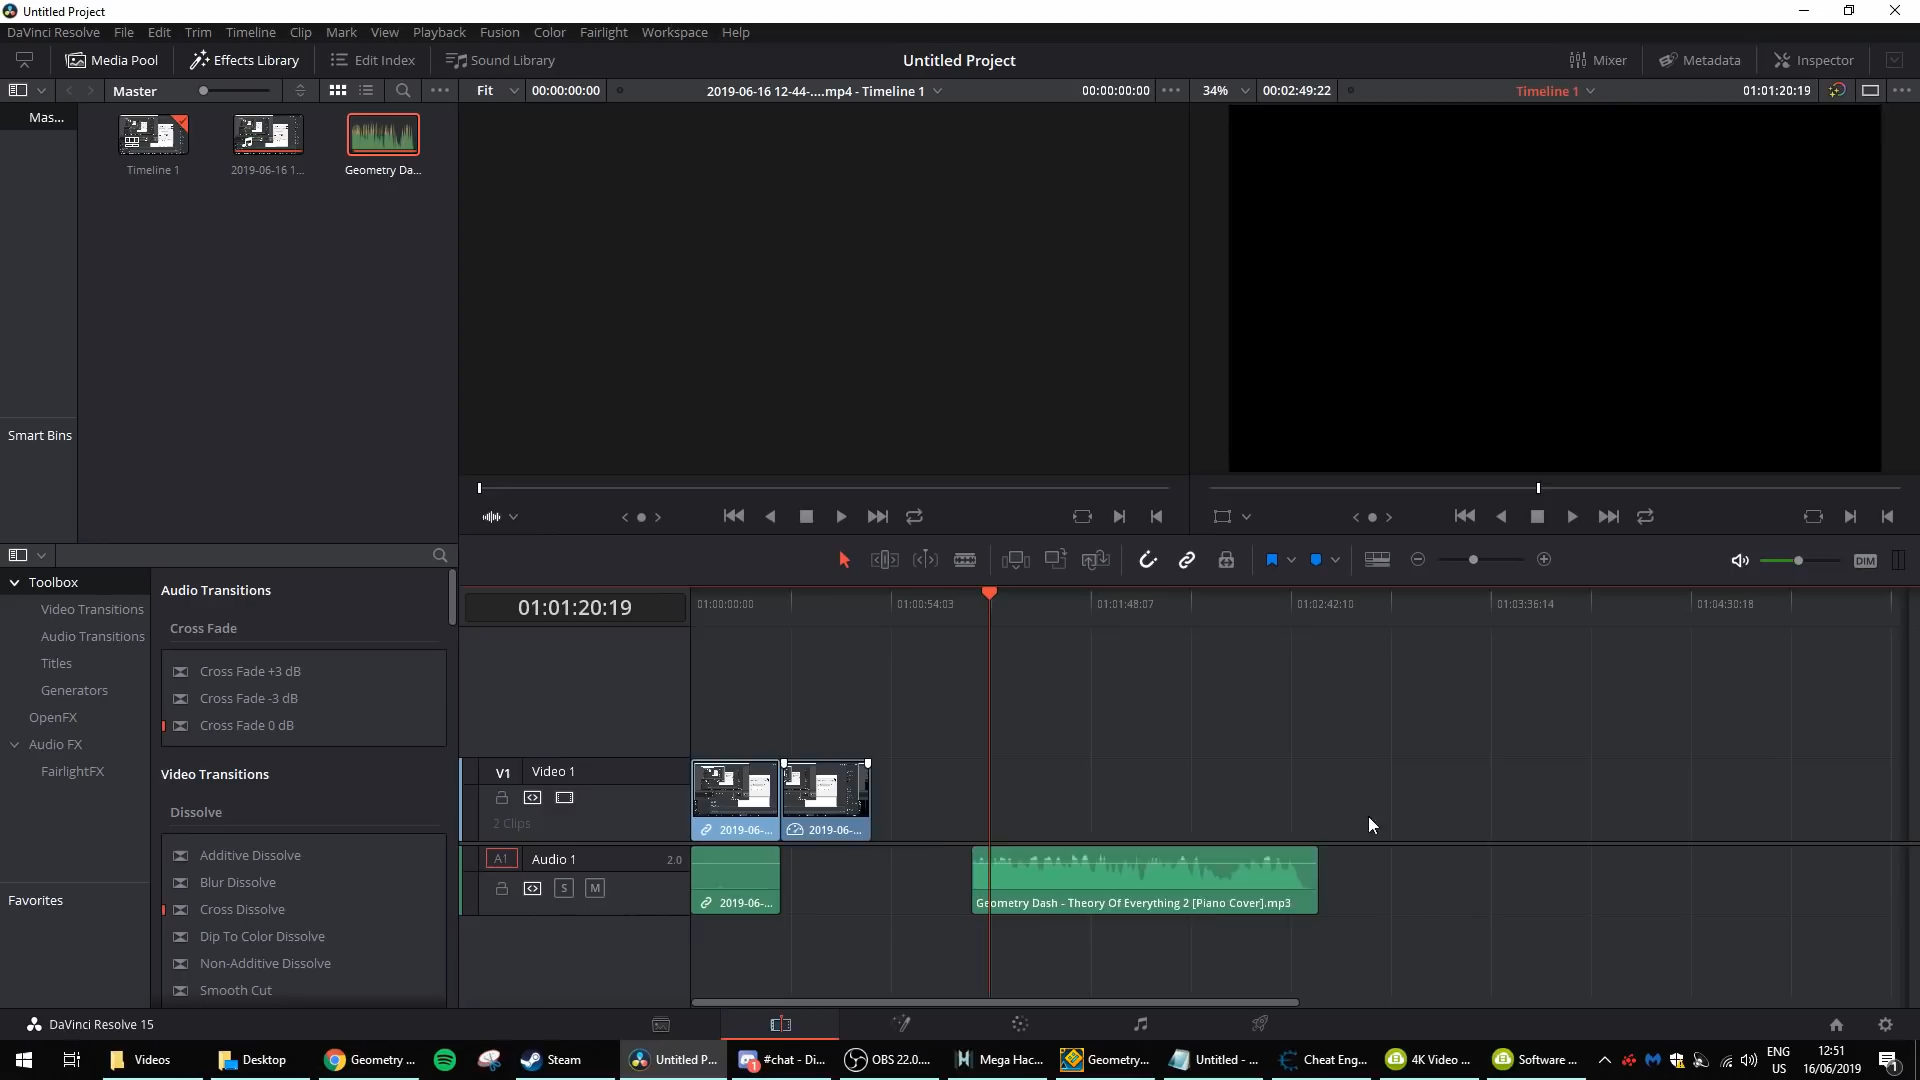 Untitled Project
DaVinci Resolve File Edit Trim Timeline Clip Mark View Playback Fusion Color Fairlight Workspace Help
Media Pool Effects Library Edit Index Sound Library Untitled Project Mixer Metadata Inspector
Master Fit 00:00:00:00 2019-06-16 12-44-....mp4 - Timeline 1 00:00:00:00 34% 00:02:49:22 Timeline 1 01:01:20:19
Mas...
Timeline 1 2019-06-16 1... Geometry Da...
Smart Bins
Toolbox
Video Transitions
Audio Transitions
Titles
Generators
OpenFX
Audio FX
FairlightFX
Favorites
Audio Transitions
Cross Fade
Cross Fade +3 dB
Cross Fade -3 dB
Cross Fade 0 dB
Video Transitions
Dissolve
Additive Dissolve
Blur Dissolve
Cross Dissolve
Dip To Color Dissolve
Non-Additive Dissolve
Smooth Cut
DIM
01:01:20:19 01:00:00:00 01:00:54:03 01:01:48:07 01:02:42:10 01:03:36:14 01:04:30:18
V1 Video 1
2 Clips
2019-06-... 2019-06-...
A1 Audio 1 2.0
S M
2019-06-... Geometry Dash - Theory Of Everything 2 [Piano Cover].mp3
DaVinci Resolve 15
Videos Desktop Geometry ... Steam Untitled P... #chat - Di... OBS 22.0.... Mega Hac... Geometry... Untitled - ... Cheat Eng... 4K Video ... Software ... ENG 12:51
US 16/06/2019
1
1